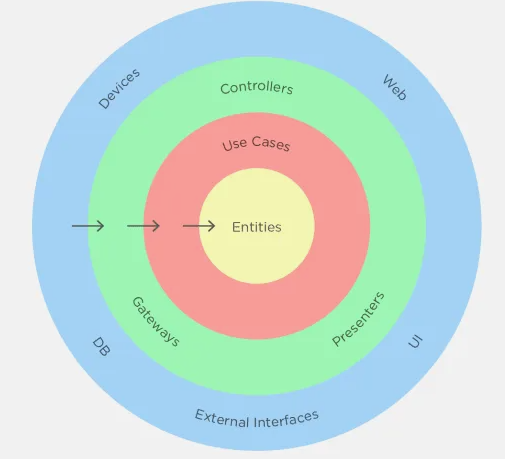 Devices
Web
Controllers
Use Cases
Entities
Gateways
Presenters
DB
UI
External Interfaces